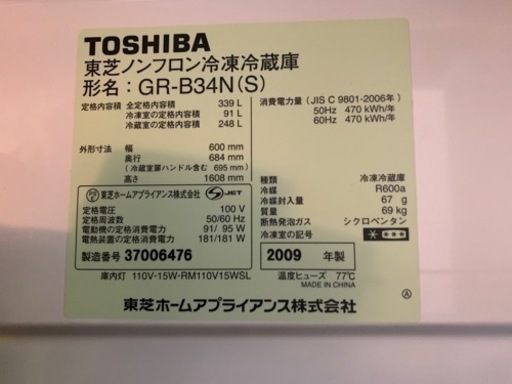 TOSHIBA
東芝ノンフロン冷凍冷蔵庫
形名：GR-B34N(S)
定格内容積 全定格内容積 339 L
冷凍室の定格内容積 91 L
冷蔵室の定格内容積 248 L
外形寸法 幅 600 mm
奥行 684 mm
(冷蔵室扉ハンドル含む 695 mm)
高さ 1608 mm
東芝ホームアプライアンス株式会社 JET
定格電圧 100 V
定格周波数 50/60 Hz
電動機の定格消費電力 91/ 95 W
電熱装置の定格消費電力 181/181 W
製造番号 37006476
庫内灯 110V-15W-RM110V15WSL
消費電力量 (JIS C 9801-2006年)
50Hz 470 kWh/年
60Hz 470 kWh/年
種類 冷凍冷蔵庫
冷媒 R600a
冷媒封入量 67 g
質量 69 kg
断熱発泡ガス シクロペンタン
冷凍室の記号
2009 年製
温度ヒューズ 77℃
MADE IN CHINA
Ⓐ
東芝ホームアプライアンス株式会社